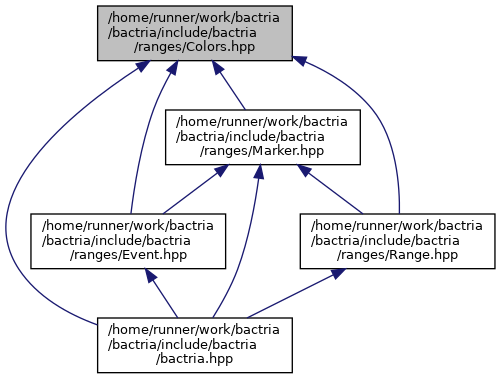 /home/runner/work/bactria
/bactria/include/bactria
/ranges/Colors.hpp
/home/runner/work/bactria
/bactria/include/bactria
/ranges/Marker.hpp
/home/runner/work/bactria
/bactria/include/bactria
/ranges/Event.hpp
/home/runner/work/bactria
/bactria/include/bactria
/ranges/Range.hpp
/home/runner/work/bactria
/bactria/include/bactria
/bactria.hpp